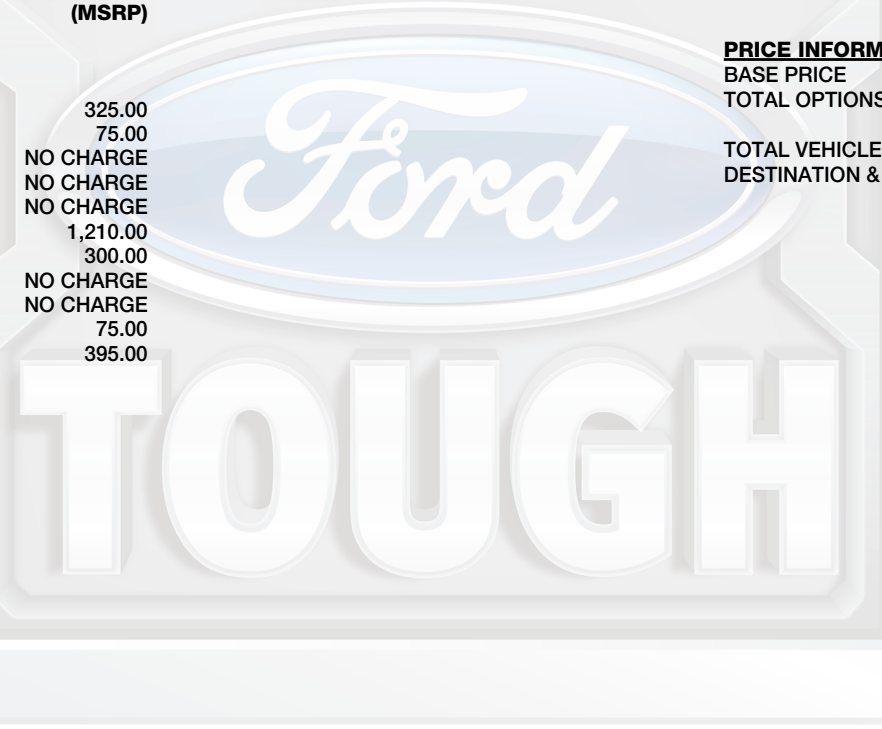 (MSRP)
325.00
75.00
NO CHARGE
NO CHARGE
NO CHARGE
1,210.00
300.00
NO CHARGE
NO CHARGE
75.00
395.00
PRICE INFORM
BASE PRICE
TOTAL OPTIONS
TOTAL VEHICLE
DESTINATION &
Ford
TOUGH